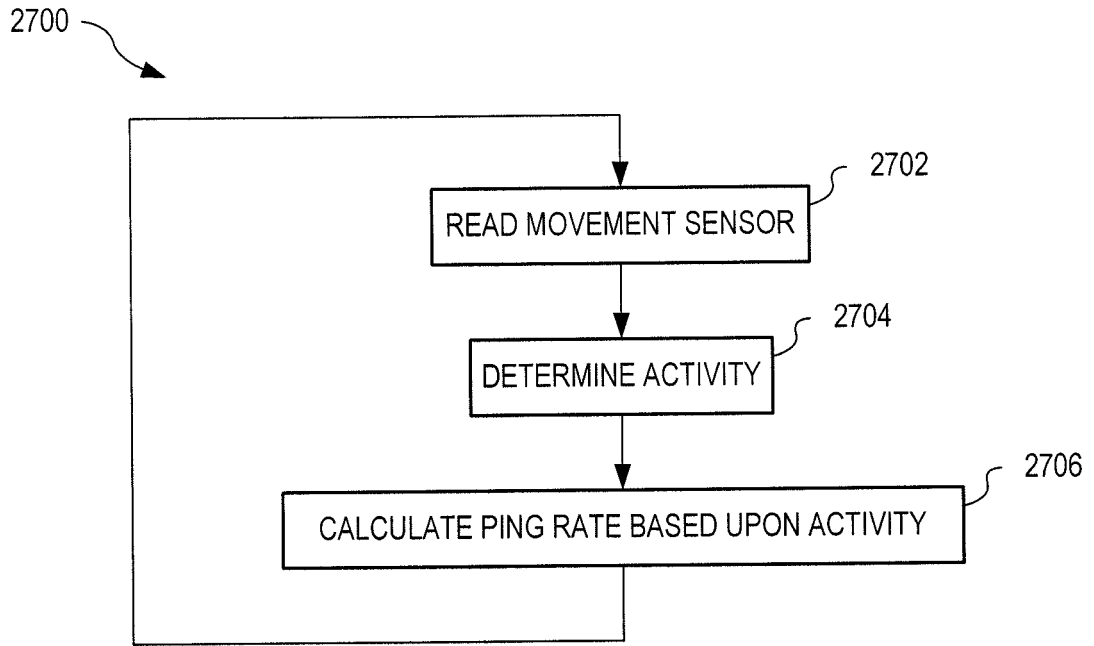 2700
2702
READ MOVEMENT SENSOR
2704
DETERMINE ACTIVITY
2706
CALCULATE PING RATE BASED UPON ACTIVITY